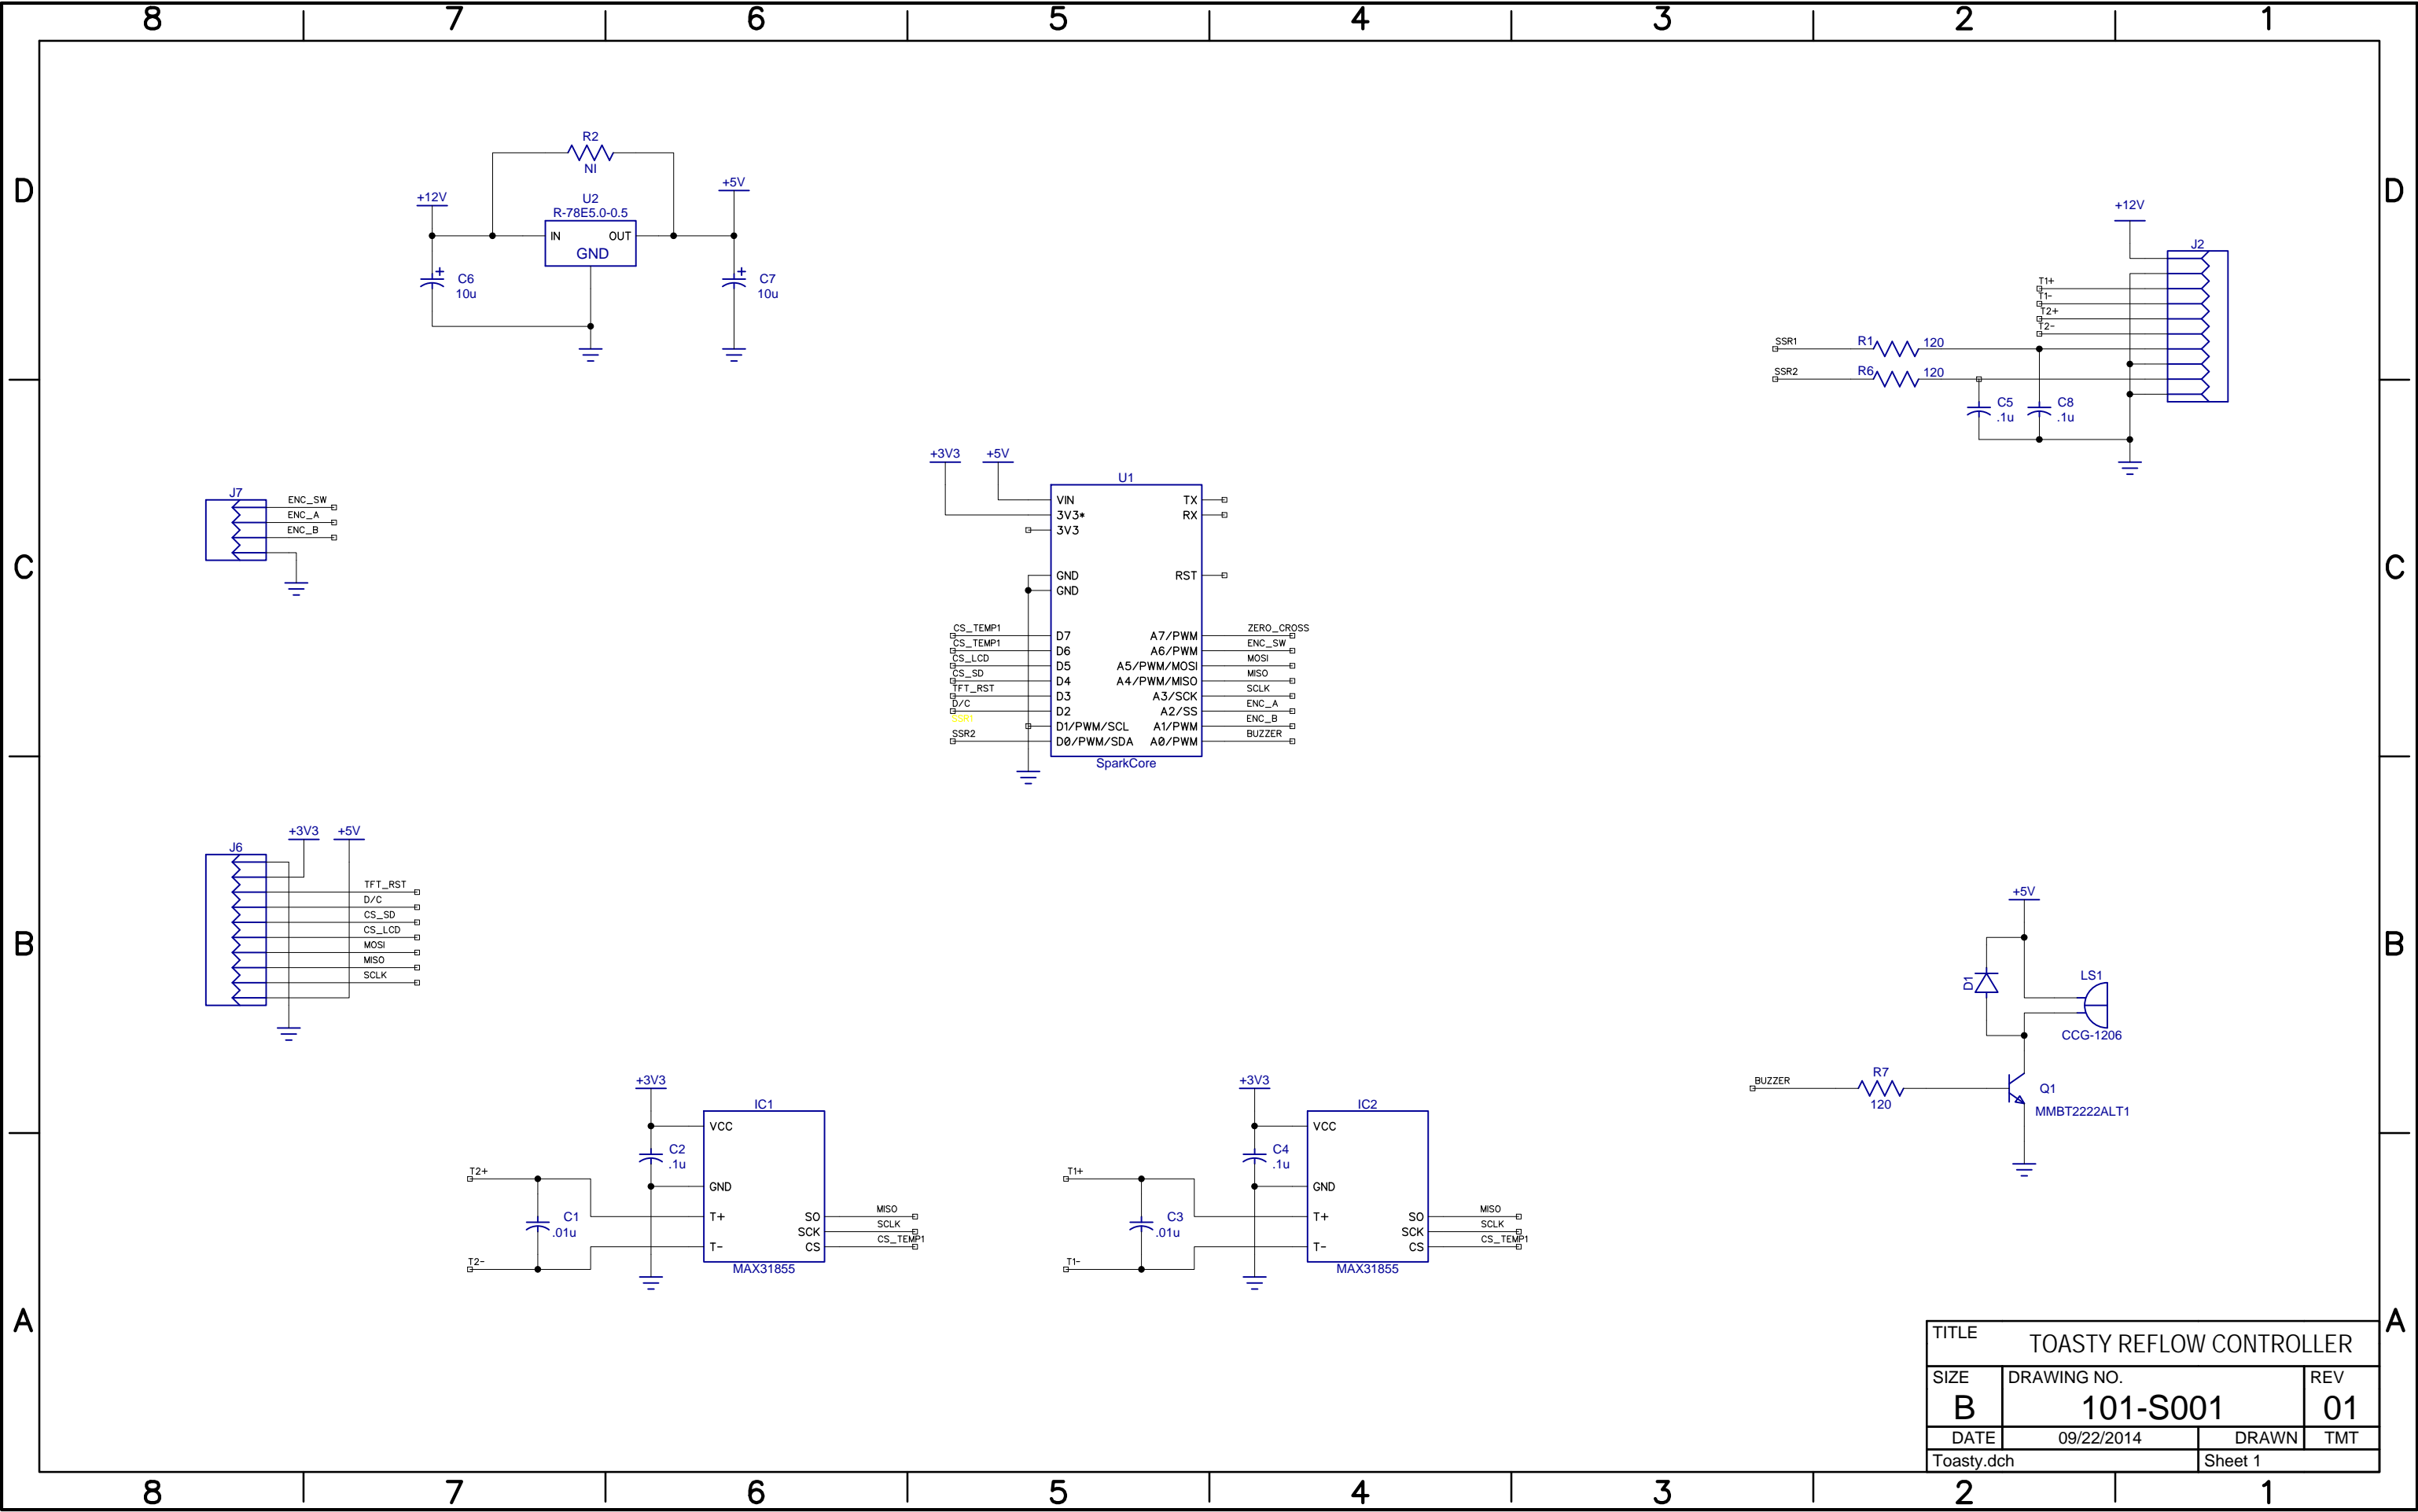 8 7 6 5 4 3 2 1
D
D
R2
NI
+12V
U2
R-78E5.0-0.5
+5V
IN
OUT
GND
C6
10u
C7
10u
+12V
J2
T1+
T1-
T2+
T2-
SSR1
R1
120
SSR2
R6
120
C5
.1u
C8
.1u
J7
ENC_SW
ENC_A
ENC_B
C
C
+3V3
+5V
U1
VIN
TX
3V3*
RX
3V3
GND
RST
GND
CS_TEMP1
D7
A7/PWM
ZERO_CROSS
CS_TEMP1
D6
A6/PWM
ENC_SW
CS_LCD
D5
A5/PWM/MOSI
MOSI
CS_SD
D4
A4/PWM/MISO
MISO
TFT_RST
D3
A3/SCK
SCLK
D/C
D2
A2/SS
ENC_A
SSR1
D1/PWM/SCL
A1/PWM
ENC_B
SSR2
D0/PWM/SDA
A0/PWM
BUZZER
SparkCore
+3V3
+5V
J6
TFT_RST
D/C
CS_SD
CS_LCD
MOSI
MISO
SCLK
B
B
+5V
D1
LS1
CCG-1206
BUZZER
R7
120
Q1
MMBT2222ALT1
+3V3
IC1
VCC
C2
.1u
GND
T2+
C1
.01u
T2-
T+
T-
SO
SCK
CS
MISO
SCLK
CS_TEMP1
MAX31855
+3V3
IC2
VCC
C4
.1u
GND
T1+
C3
.01u
T1-
T+
T-
SO
SCK
CS
MISO
SCLK
CS_TEMP1
MAX31855
A
A
TITLE
TOASTY REFLOW CONTROLLER
SIZE
B
DRAWING NO.
101-S001
REV
01
DATE
09/22/2014
DRAWN
TMT
Toasty.dch
Sheet 1
8 7 6 5 4 3 2 1